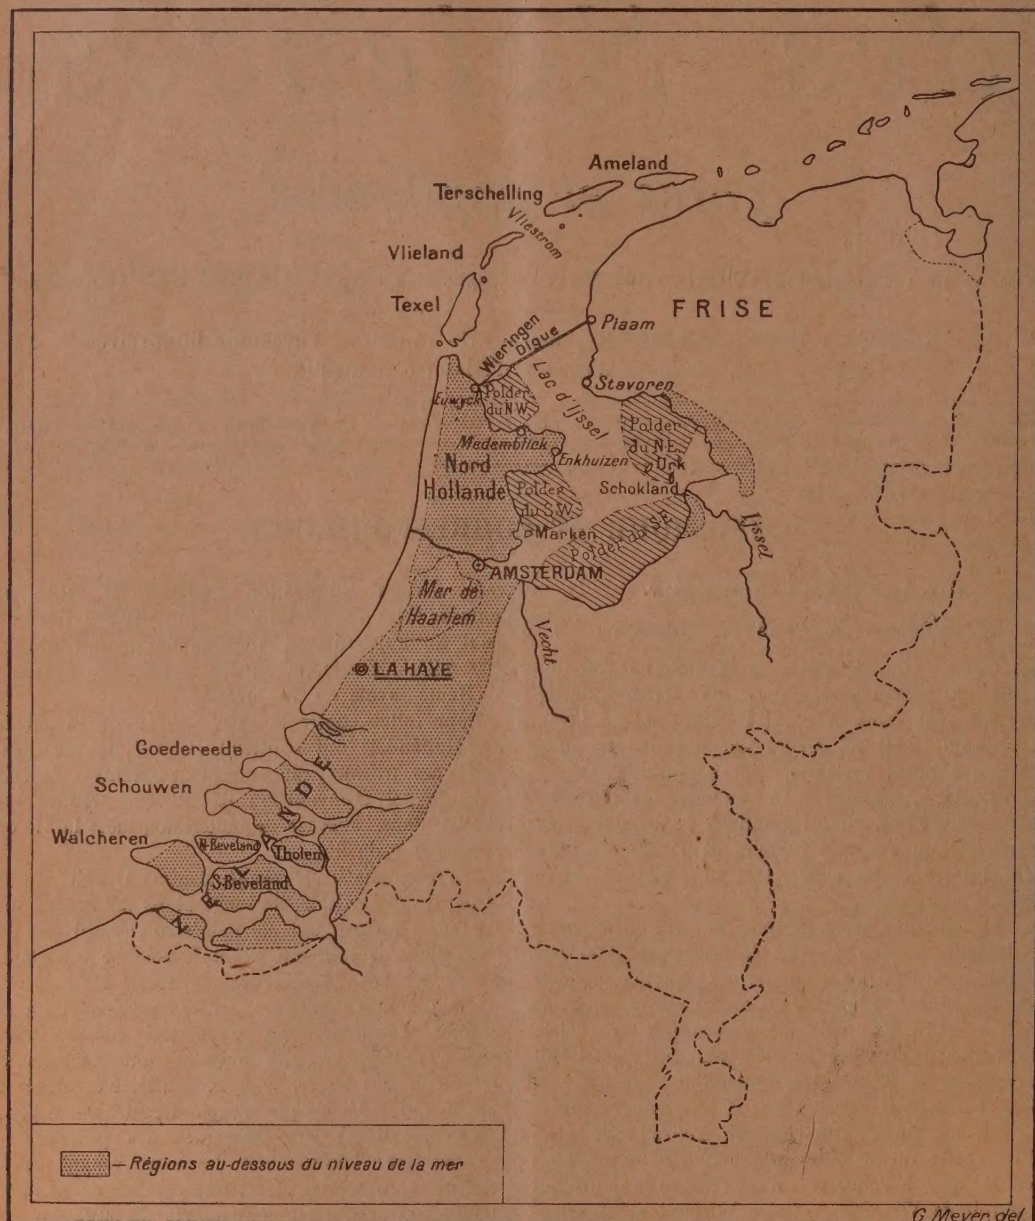 Ameland
Terschelling
Vliestrom
Vlieland
Texel
FRISE
Plaam
Wieringen
Digue
Lac d'Ijssel
Stavoren
Euwyck
Polder
du N.W.
Polder
du N.E.
Medemblick
Enkhuizen
Urk
Nord
Hollande
Schokland
Polder
du S.W.
Marken
Polder du S.E.
Ijssel
AMSTERDAM
Mer de
Haarlem
Vecht
LA HAYE
Goedereede
Schouwen
ZELANDE
Walcheren
N-Beveland
Tholen
S-Beveland
— Régions au-dessous du niveau de la mer
G. Meyer del